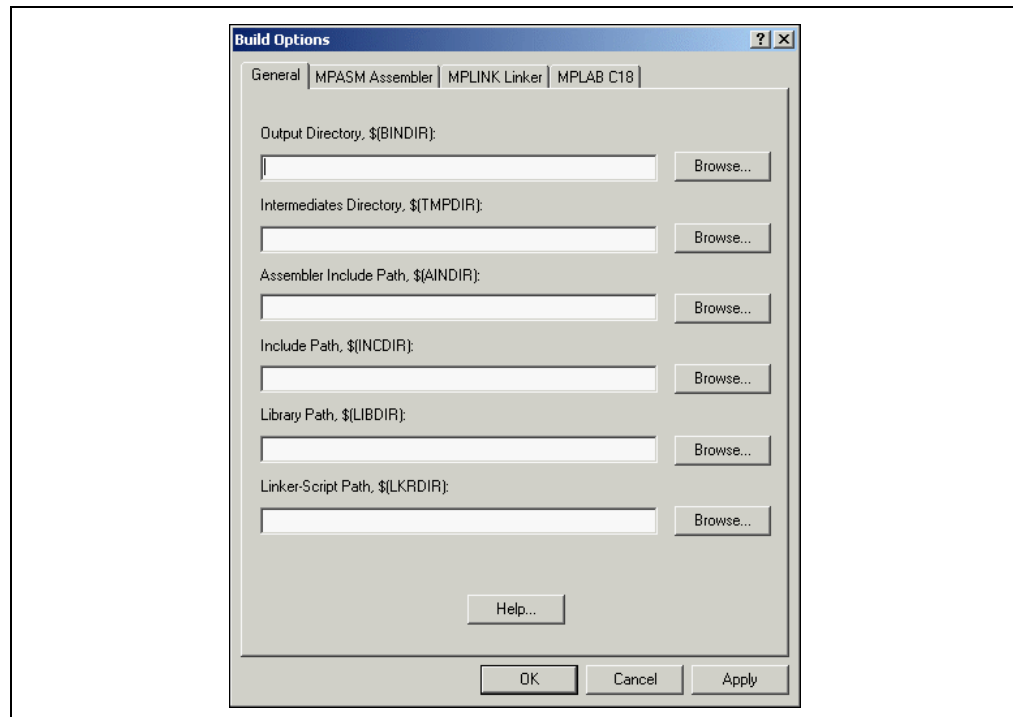 Build Options
General MPASM Assembler MPLINK Linker MPLAB C18
Output Directory, $(BINDIR):
Browse...
Intermediates Directory, $(TMPDIR):
Browse...
Assembler Include Path, $(AINDIR):
Browse...
Include Path, $(INCDIR):
Browse...
Library Path, $(LIBDIR):
Browse...
Linker-Script Path, $(LKRDIR):
Browse...
Help...
OK Cancel Apply